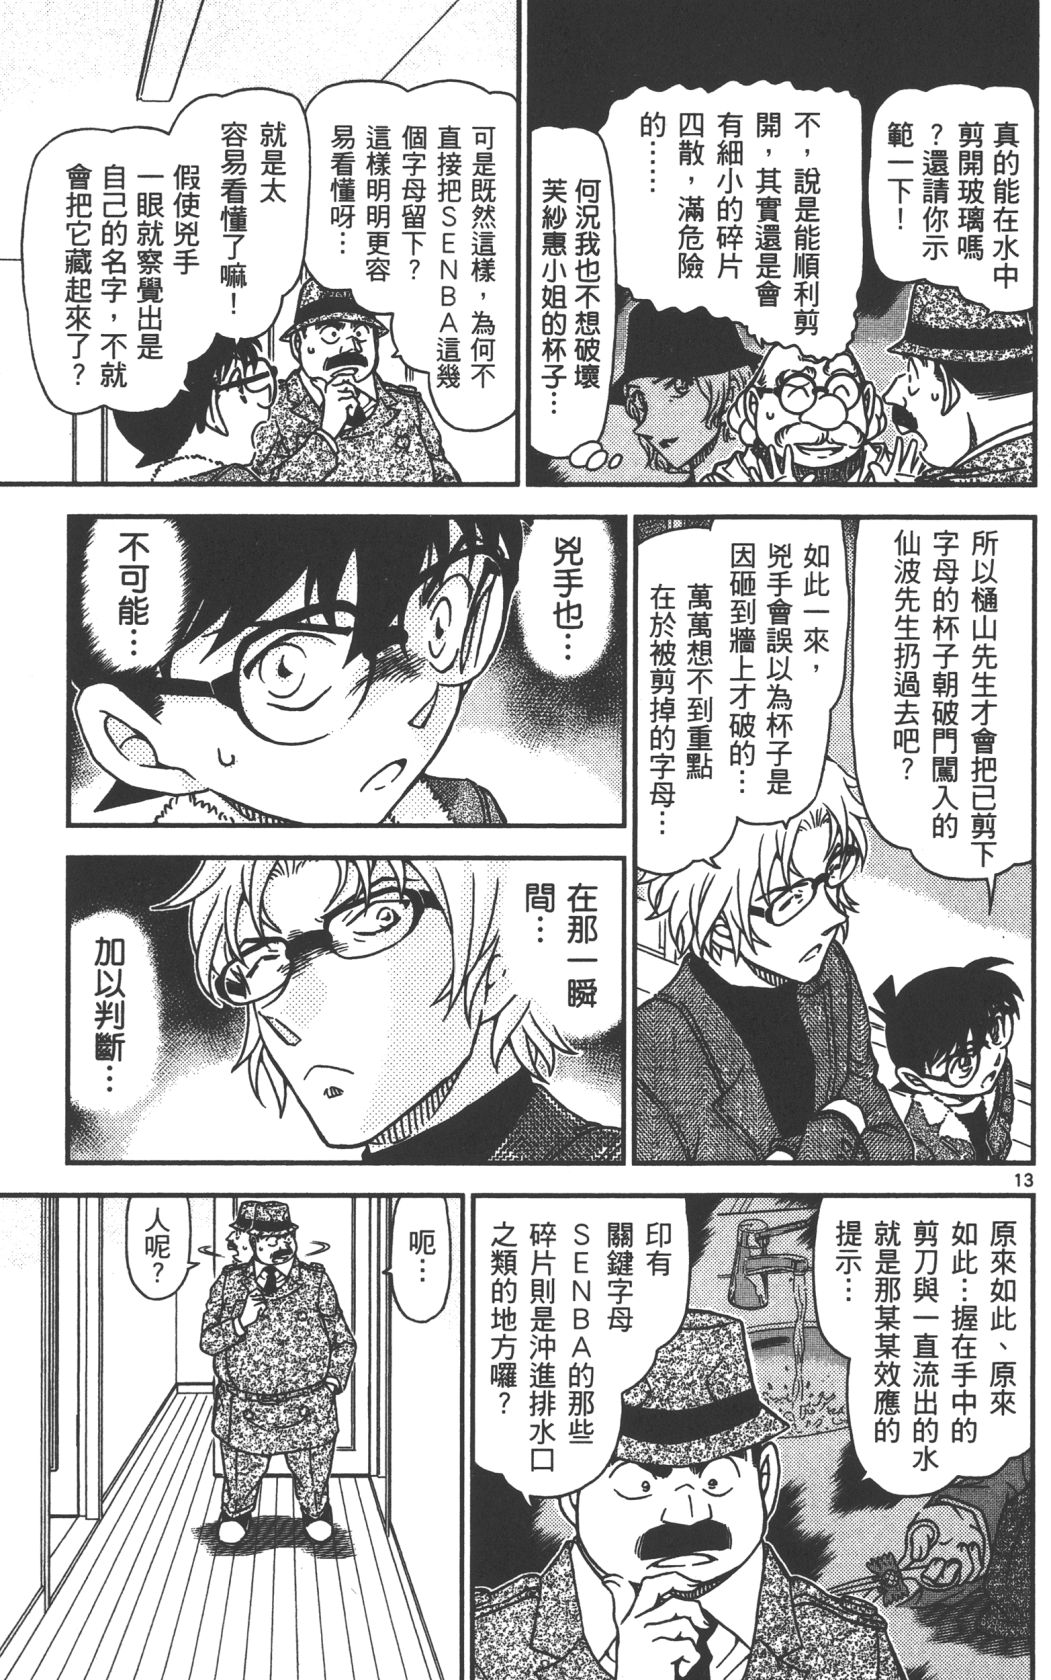 真的能在水中
剪開玻璃嗎
？還請你示
範一下！
不，說是能順利剪
開，其實還是會
有細小的碎片
四散，滿危險
的……
何況我也不想破壞
芙紗惠小姐的杯子…
可是既然這樣，為何不
直接把SENBA這幾
個字母留下？
這樣明明更容
易看懂呀…
就是太
容易看懂了嘛！
假使兇手
一眼就察覺出是
自己的名字，不就
會把它藏起來了？
所以樋山先生才會把已剪下
字母的杯子朝破門闖入的
仙波先生扔過去吧？
如此一來，
兇手會誤以為杯子是
因砸到牆上才破的…
萬萬想不到重點
在於被剪掉的字母…
兇手也…
不可能…
在那一瞬
間…
加以判斷…
13
原來如此、原來
如此…握在手中的
剪刀與一直流出的水
就是那某某效應的
提示…
印有
關鍵字母
SENBA的那些
碎片則是沖進排水口
之類的地方囉？
呃…
人呢？